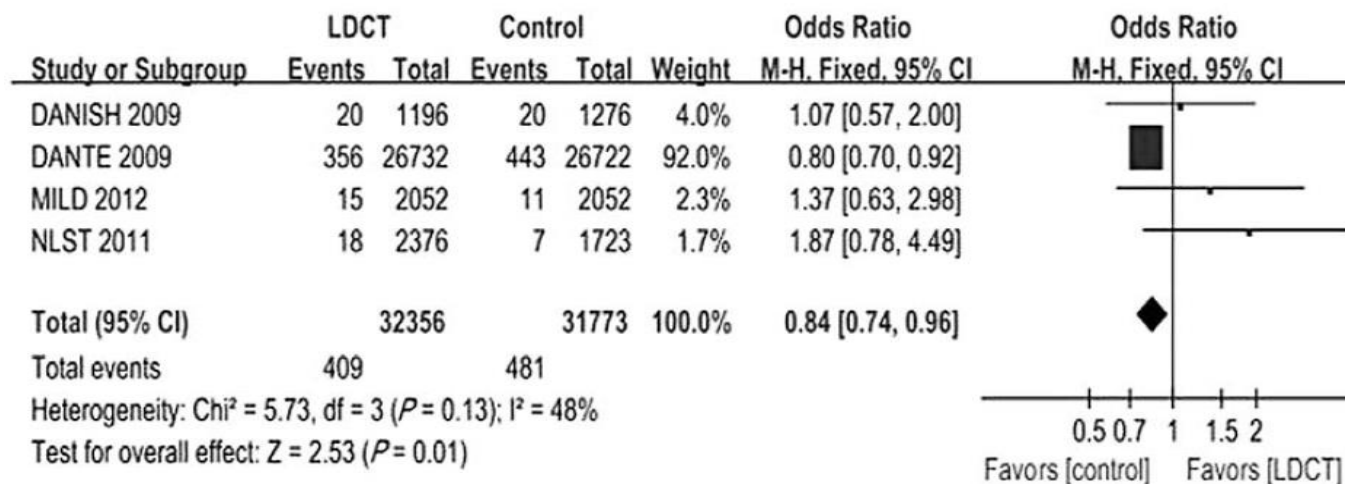 LDCT Control Odds Ratio Odds Ratio
Study or Subgroup Events Total Events Total Weight M-H, Fixed, 95% CI M-H, Fixed, 95% CI
DANISH 2009 20 1196 20 1276 4.0% 1.07 [0.57, 2.00]
DANTE 2009 356 26732 443 26722 92.0% 0.80 [0.70, 0.92]
MILD 2012 15 2052 11 2052 2.3% 1.37 [0.63, 2.98]
NLST 2011 18 2376 7 1723 1.7% 1.87 [0.78, 4.49]
Total (95% CI) 32356 31773 100.0% 0.84 [0.74, 0.96]
Total events 409 481
Heterogeneity: Chi² = 5.73, df = 3 (P = 0.13); I² = 48%
Test for overall effect: Z = 2.53 (P = 0.01)
0.5 0.7 1 1.5 2
Favors [control] Favors [LDCT]